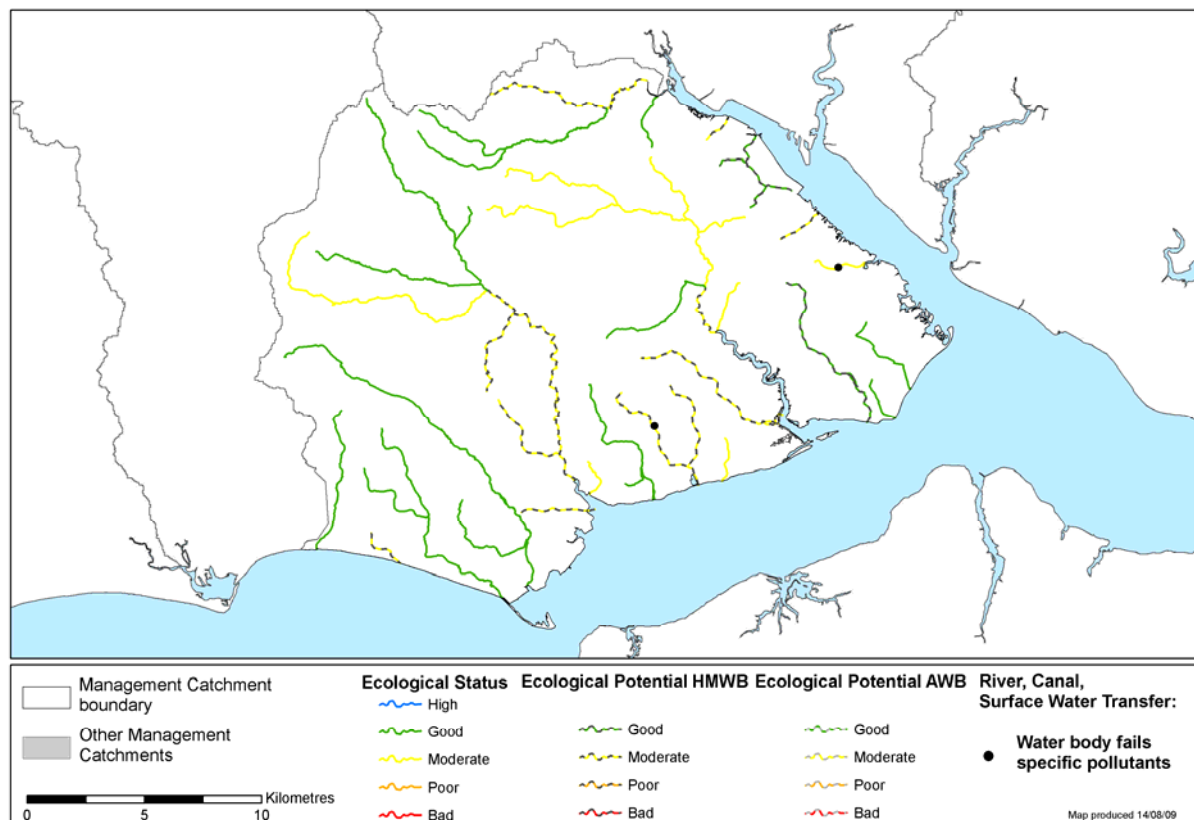 Management Catchment
boundary
Other Management
Catchments
Kilometres
0 5 10
Ecological Status
High
Good
Moderate
Poor
Bad
Ecological Potential HMWB
Good
Moderate
Poor
Bad
Ecological Potential AWB
Good
Moderate
Poor
Bad
River, Canal,
Surface Water Transfer:
Water body fails
specific pollutants
Map produced 14/08/09